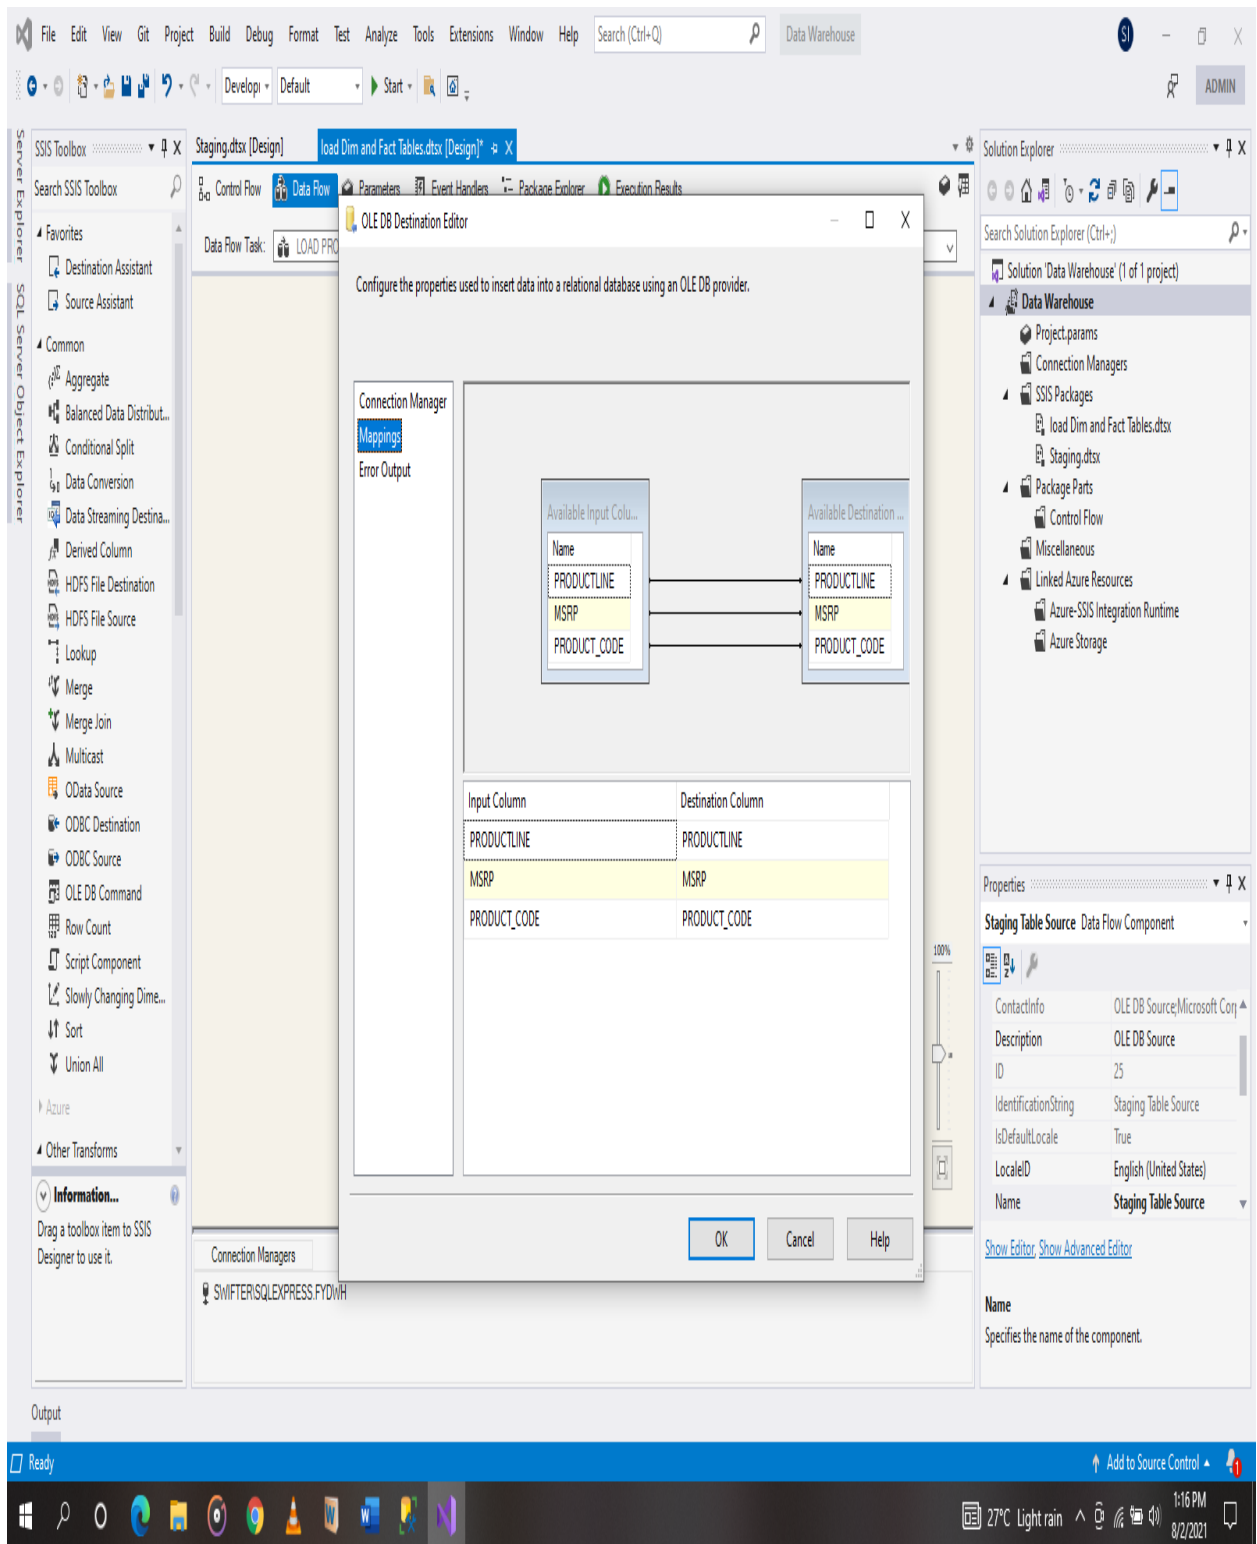 File Edit View Git Project Build Debug Format Test Analyze Tools Extensions Window Help Search (Ctrl+Q) Data Warehouse SI
Default Start ADMIN
Server Explorer
SQL Server Object Explorer
SSIS Toolbox
Search SSIS Toolbox
Favorites
Destination Assistant
Source Assistant
Common
Aggregate
Balanced Data Distribut...
Conditional Split
Data Conversion
Data Streaming Destina...
Derived Column
HDFS File Destination
HDFS File Source
Lookup
Merge
Merge Join
Multicast
OData Source
ODBC Destination
ODBC Source
OLE DB Command
Row Count
Script Component
Slowly Changing Dime...
Sort
Union All
Azure
Other Transforms
Information...
Drag a toolbox item to SSIS
Designer to use it.
Staging.dtsx [Design] load Dim and Fact Tables.dtsx [Design]*
Control Flow Data Flow Parameters Event Handlers Package Explorer Execution Results
Data Flow Task: LOAD PRO
OLE DB Destination Editor
Configure the properties used to insert data into a relational database using an OLE DB provider.
Connection Manager
Mappings
Error Output
Available Input Colu... Available Destination ...
Name Name
PRODUCTLINE PRODUCTLINE
MSRP MSRP
PRODUCT_CODE PRODUCT_CODE
Input Column Destination Column
PRODUCTLINE PRODUCTLINE
MSRP MSRP
PRODUCT_CODE PRODUCT_CODE
OK Cancel Help
100%
Connection Managers
SWIFTER\SQLEXPRESS.FYDWH
Solution Explorer
Search Solution Explorer (Ctrl+;)
Solution 'Data Warehouse' (1 of 1 project)
Data Warehouse
Project.params
Connection Managers
SSIS Packages
load Dim and Fact Tables.dtsx
Staging.dtsx
Package Parts
Control Flow
Miscellaneous
Linked Azure Resources
Azure-SSIS Integration Runtime
Azure Storage
Properties
Staging Table Source Data Flow Component
ContactInfo OLE DB Source;Microsoft Corp
Description OLE DB Source
ID 25
IdentificationString Staging Table Source
IsDefaultLocale True
LocaleID English (United States)
Name Staging Table Source
Show Editor, Show Advanced Editor
Name
Specifies the name of the component.
Output
Ready Add to Source Control 1
27°C Light rain 1:16 PM
8/2/2021